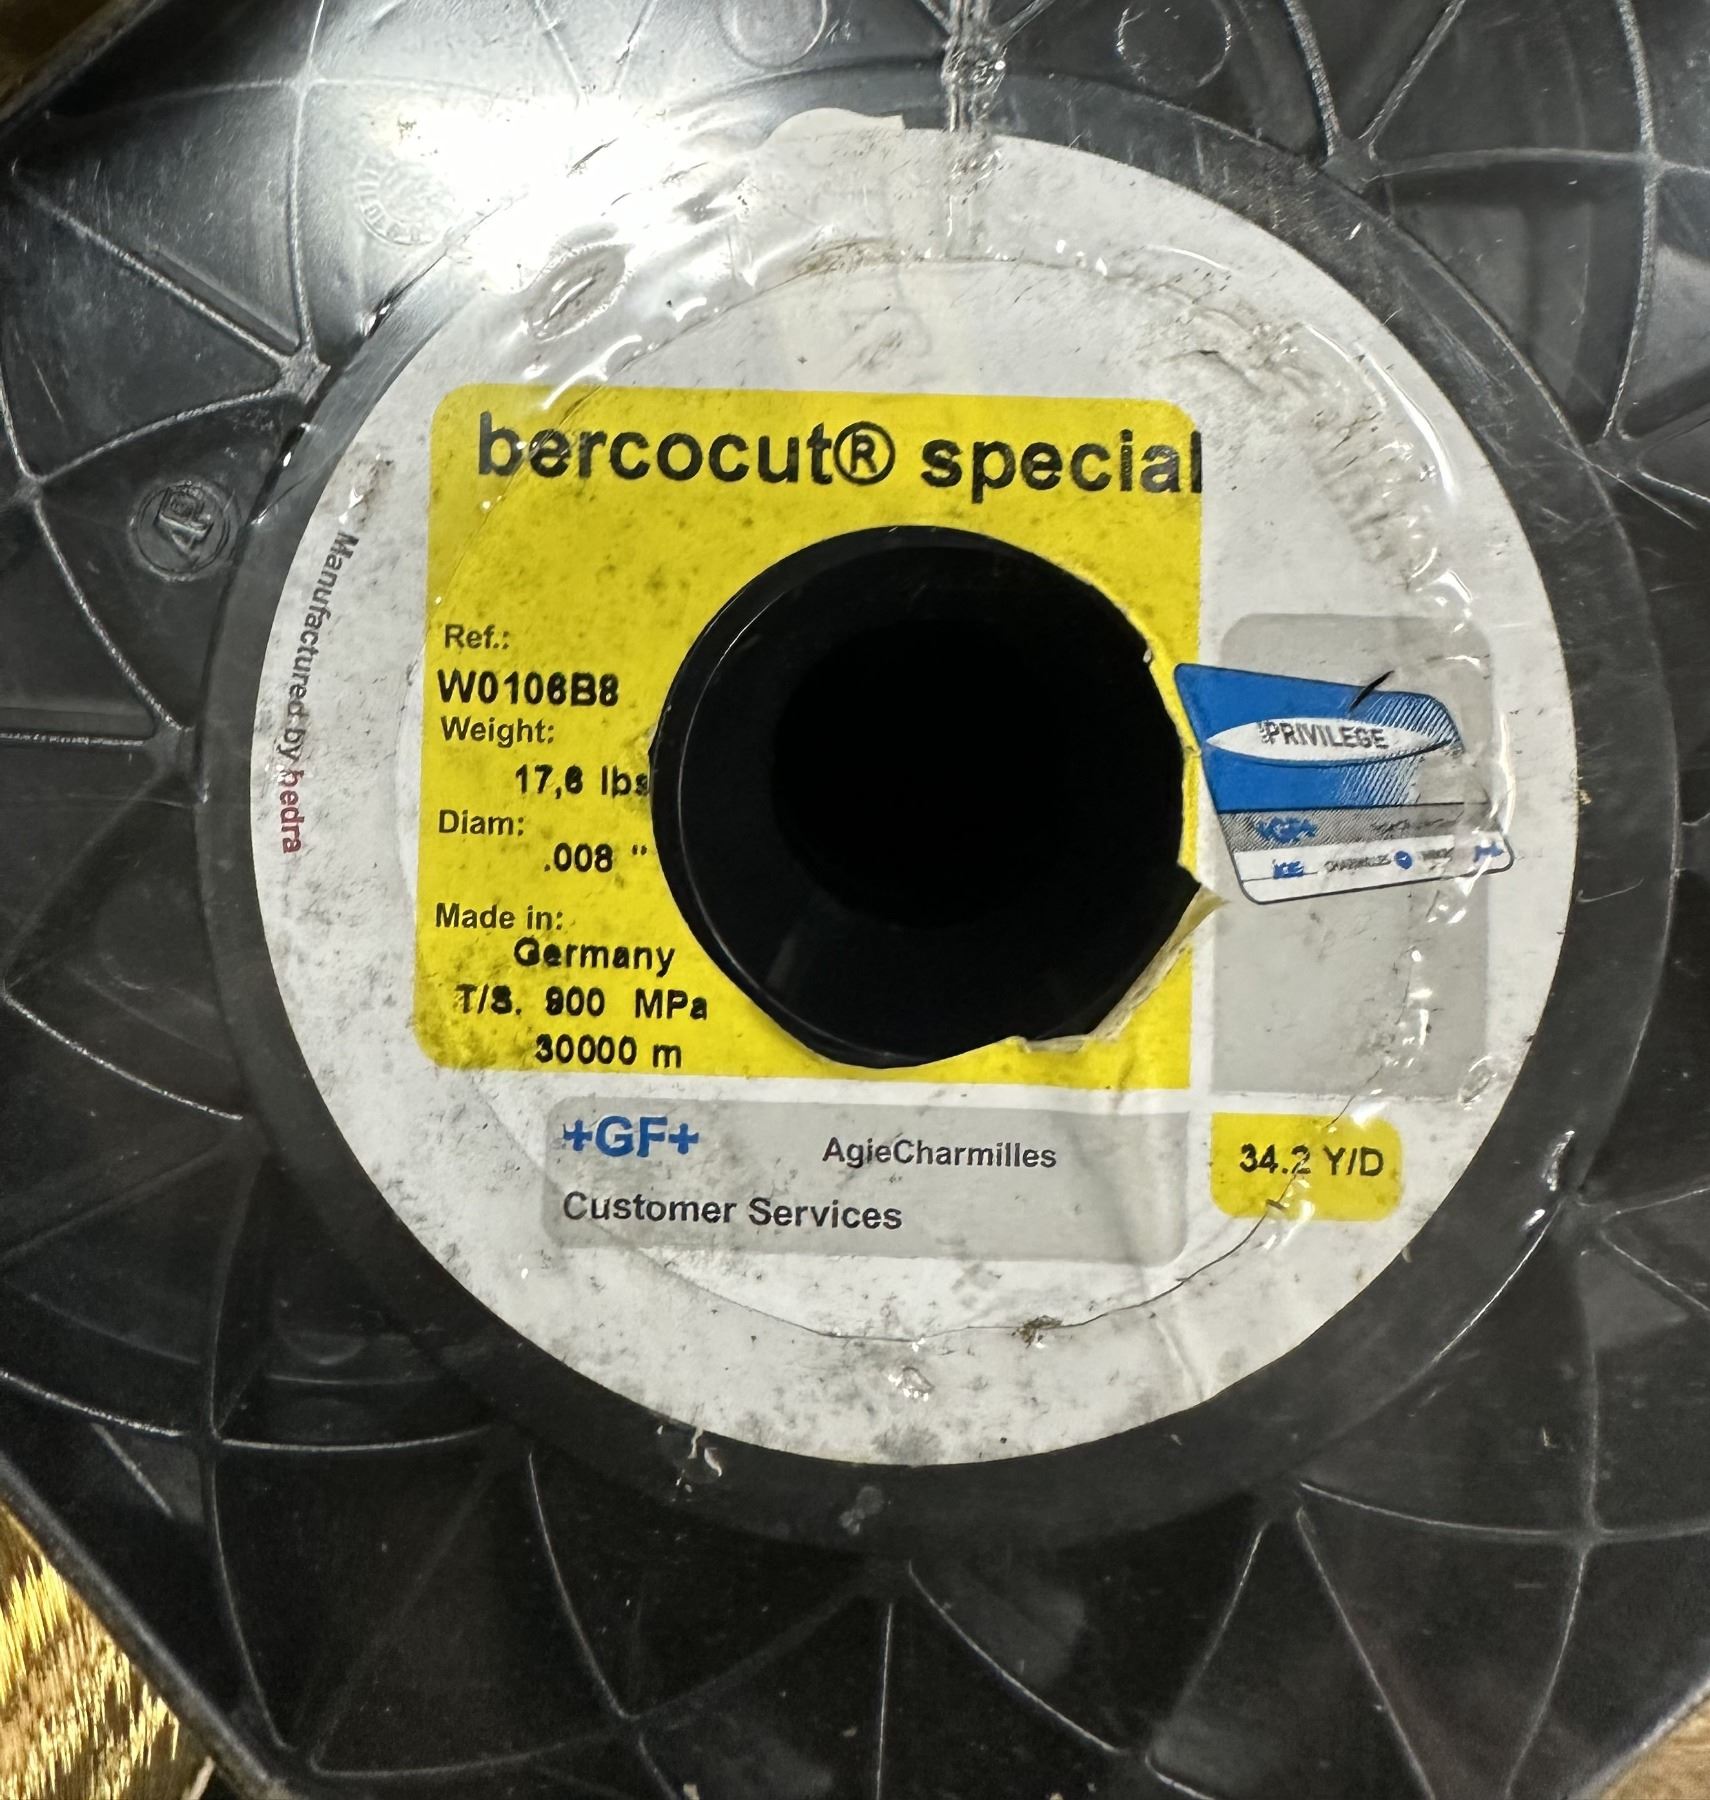 bercocut® special
Ref.:
W0106B8
Weight:
17,6 lbs
Diam:
.008 "
Made in:
Germany
T/S. 900 MPa
30000 m
Manufactured by bedra
PRIVILEGE
+GF+
+GF+
AgieCharmilles
Customer Services
34.2 Y/D